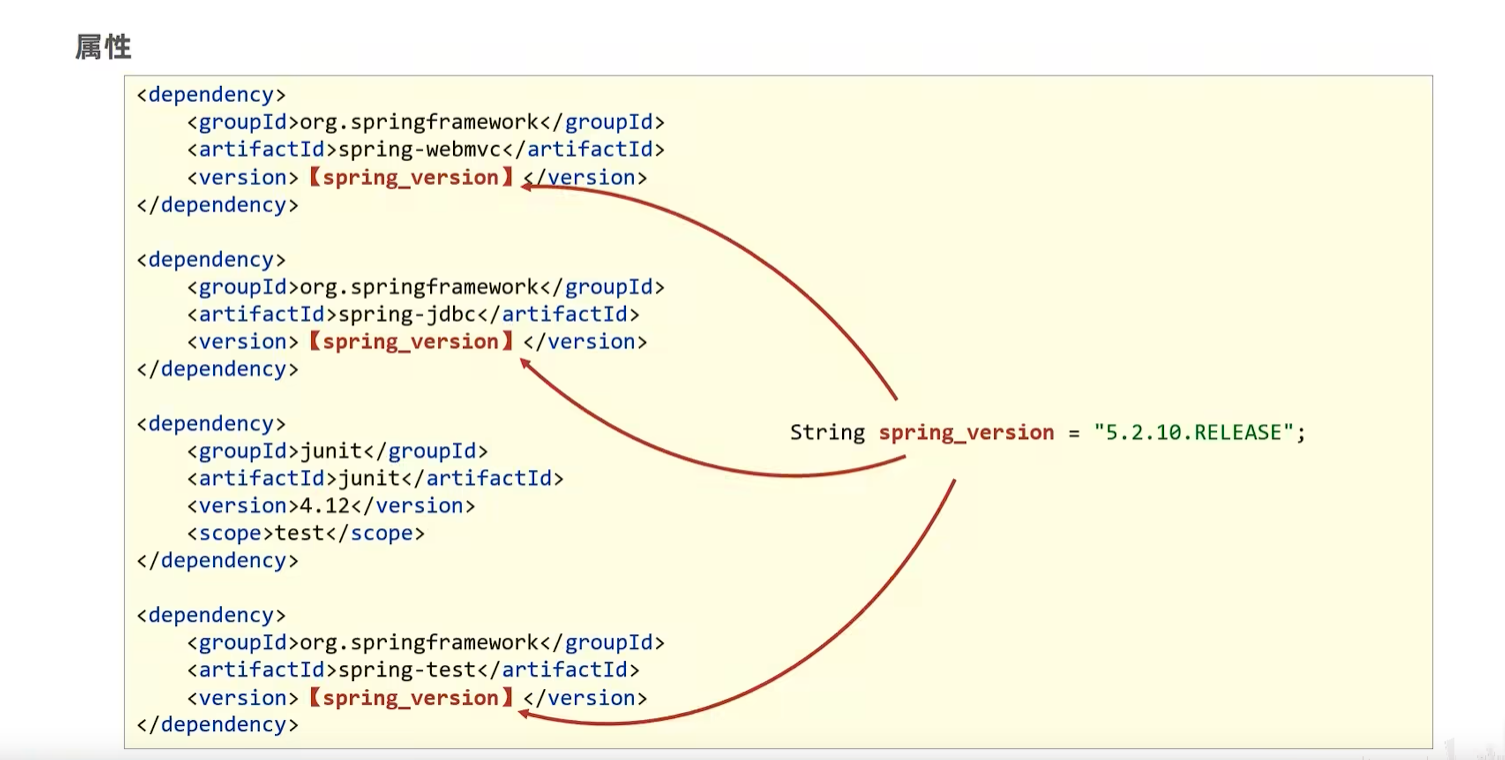 属性
<dependency>
<groupId>org.springframework</groupId>
<artifactId>spring-webmvc</artifactId>
<version>【spring_version】</version>
</dependency>
<dependency>
<groupId>org.springframework</groupId>
<artifactId>spring-jdbc</artifactId>
<version>【spring_version】</version>
</dependency>
<dependency>
<groupId>junit</groupId>
<artifactId>junit</artifactId>
<version>4.12</version>
<scope>test</scope>
</dependency>
<dependency>
<groupId>org.springframework</groupId>
<artifactId>spring-test</artifactId>
<version>【spring_version】</version>
</dependency>
String spring_version = "5.2.10.RELEASE";